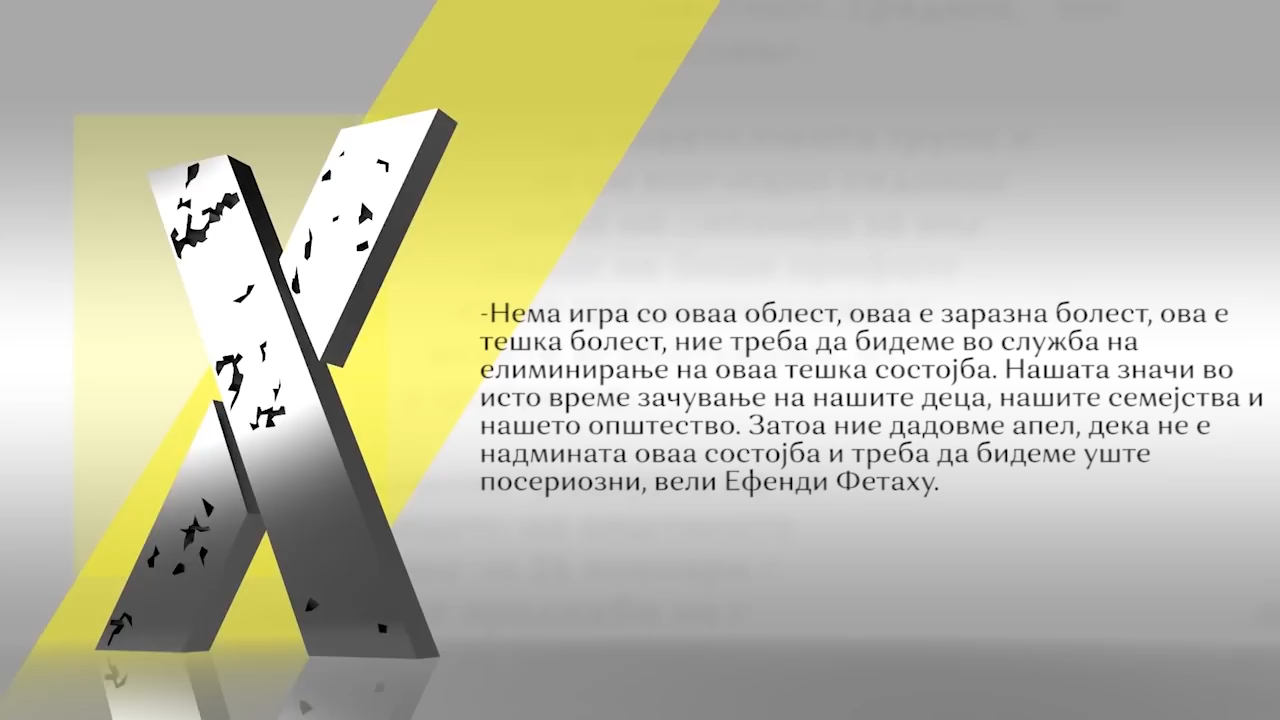 -Нема игра со оваа облест, оваа е заразна болест, ова е
тешка болест, ние треба да бидеме во служба на
елиминирање на оваа тешка состојба. Нашата значи во
исто време зачување на нашите деца, нашите семејства и
нашето општество. Затоа ние дадовме апел, дека не е
надмината оваа состојба и треба да бидеме уште
посериозни, вели Ефенди Фетаху.